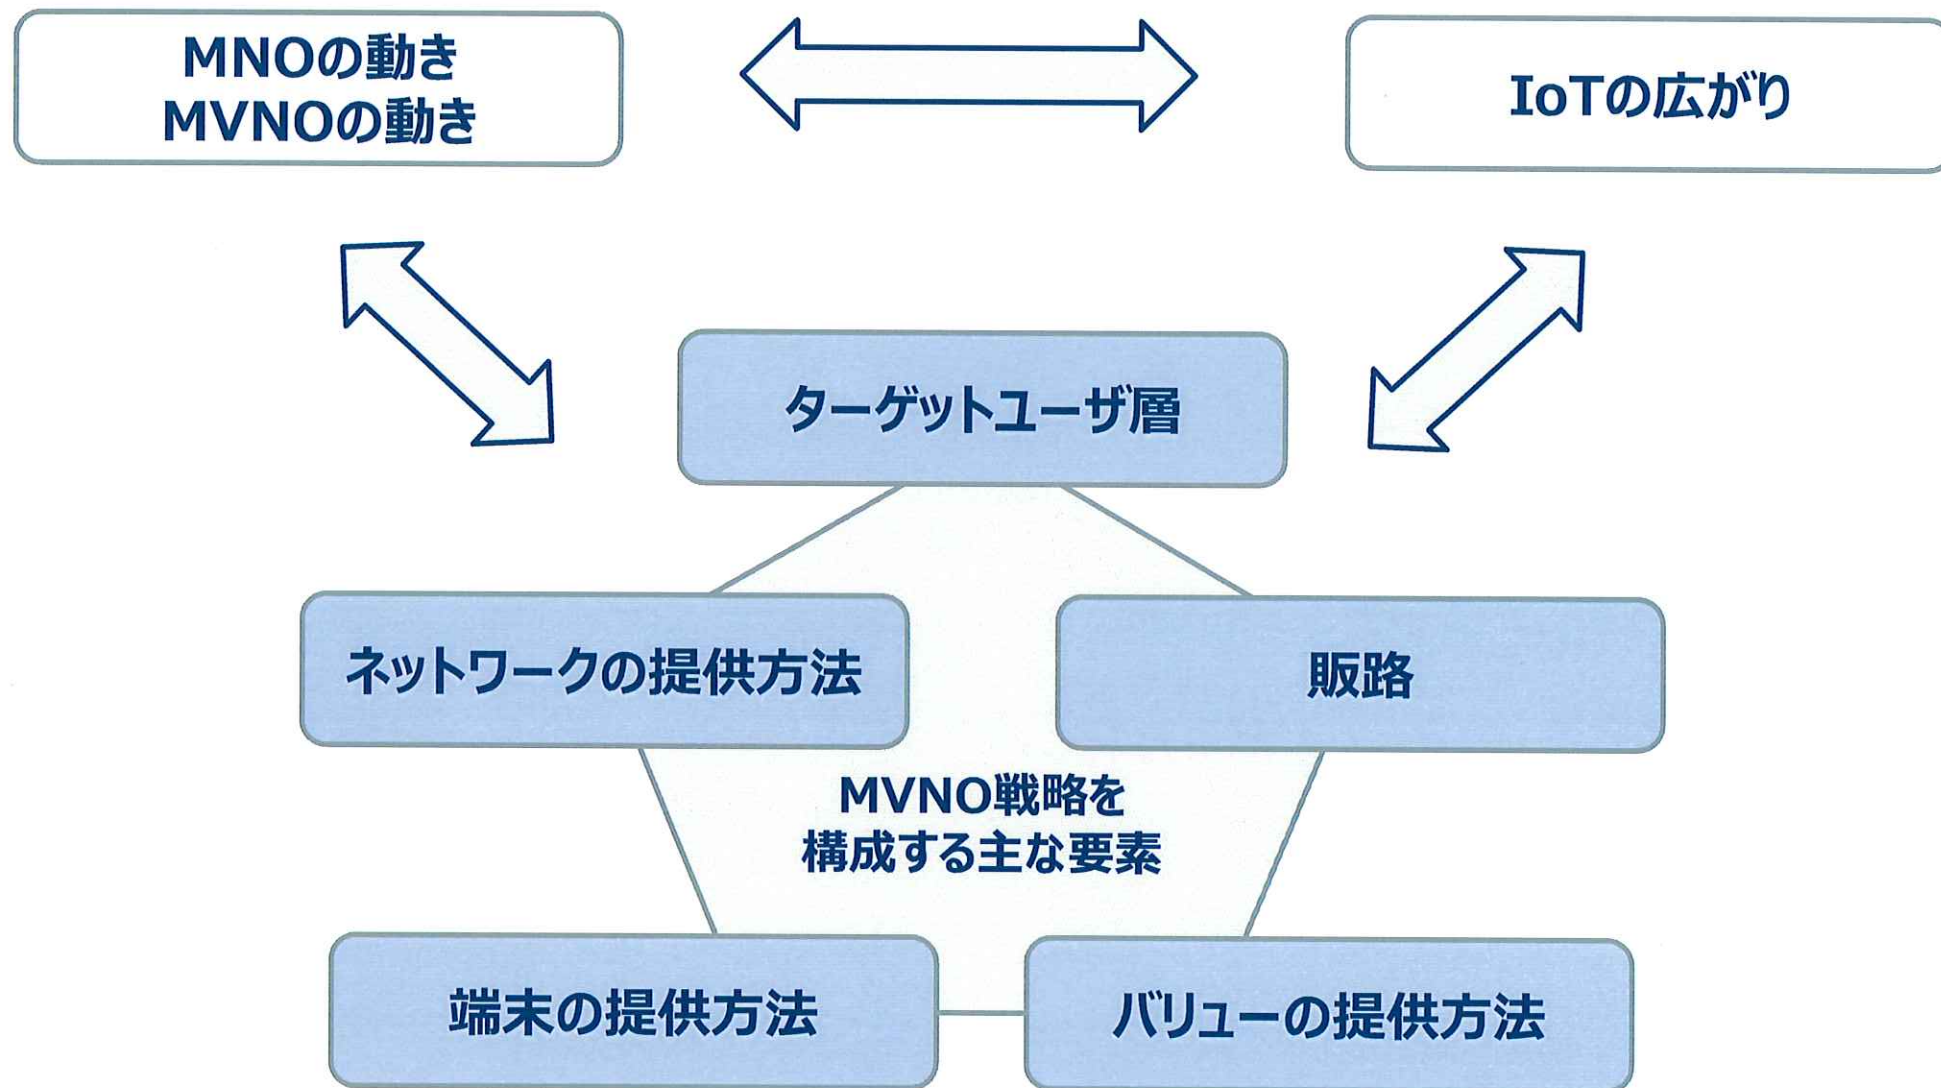 MNOの動き
MVNOの動き
IoTの広がり
ターゲットユーザ層
ネットワークの提供方法
販路
MVNO戦略を
構成する主な要素
端末の提供方法
バリューの提供方法